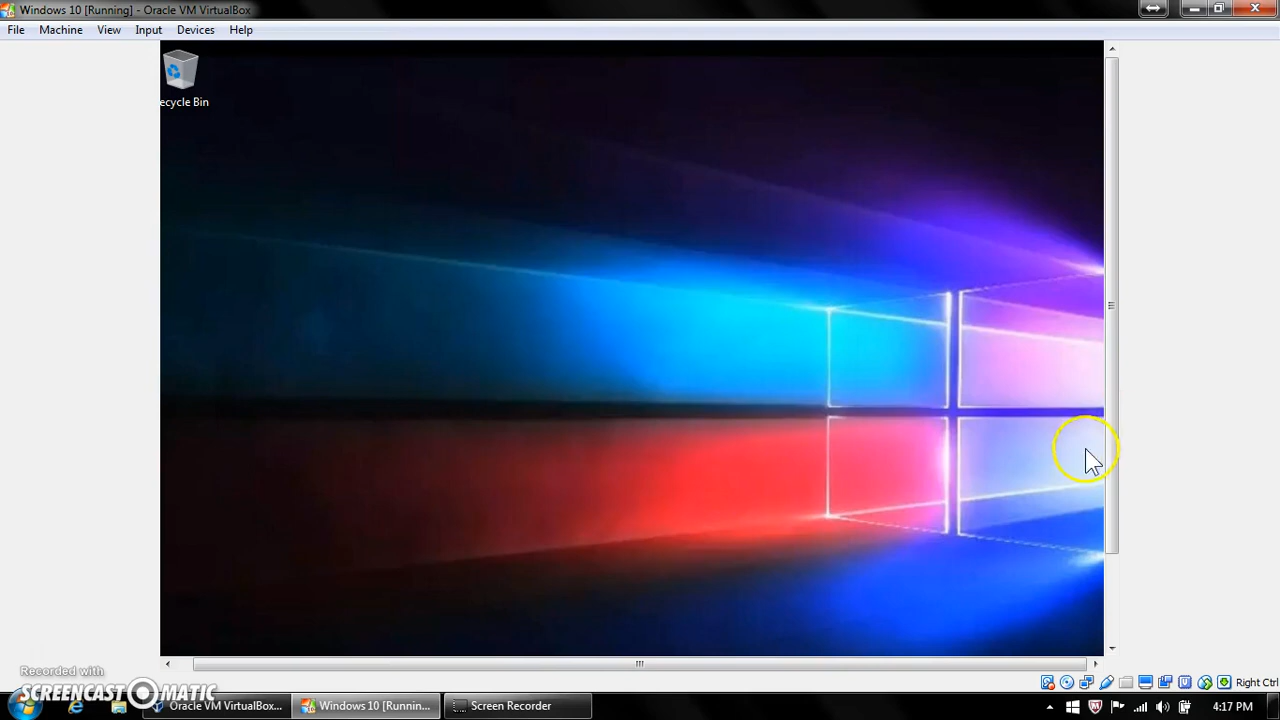 Windows 10 [Running] - Oracle VM VirtualBox
File Machine View Input Devices Help
ecycle Bin
Right Ctrl
Recorded with
SCREENCAST MATIC
Oracle VM VirtualBox...
Windows 10 [Runnin...
Screen Recorder
4:17 PM